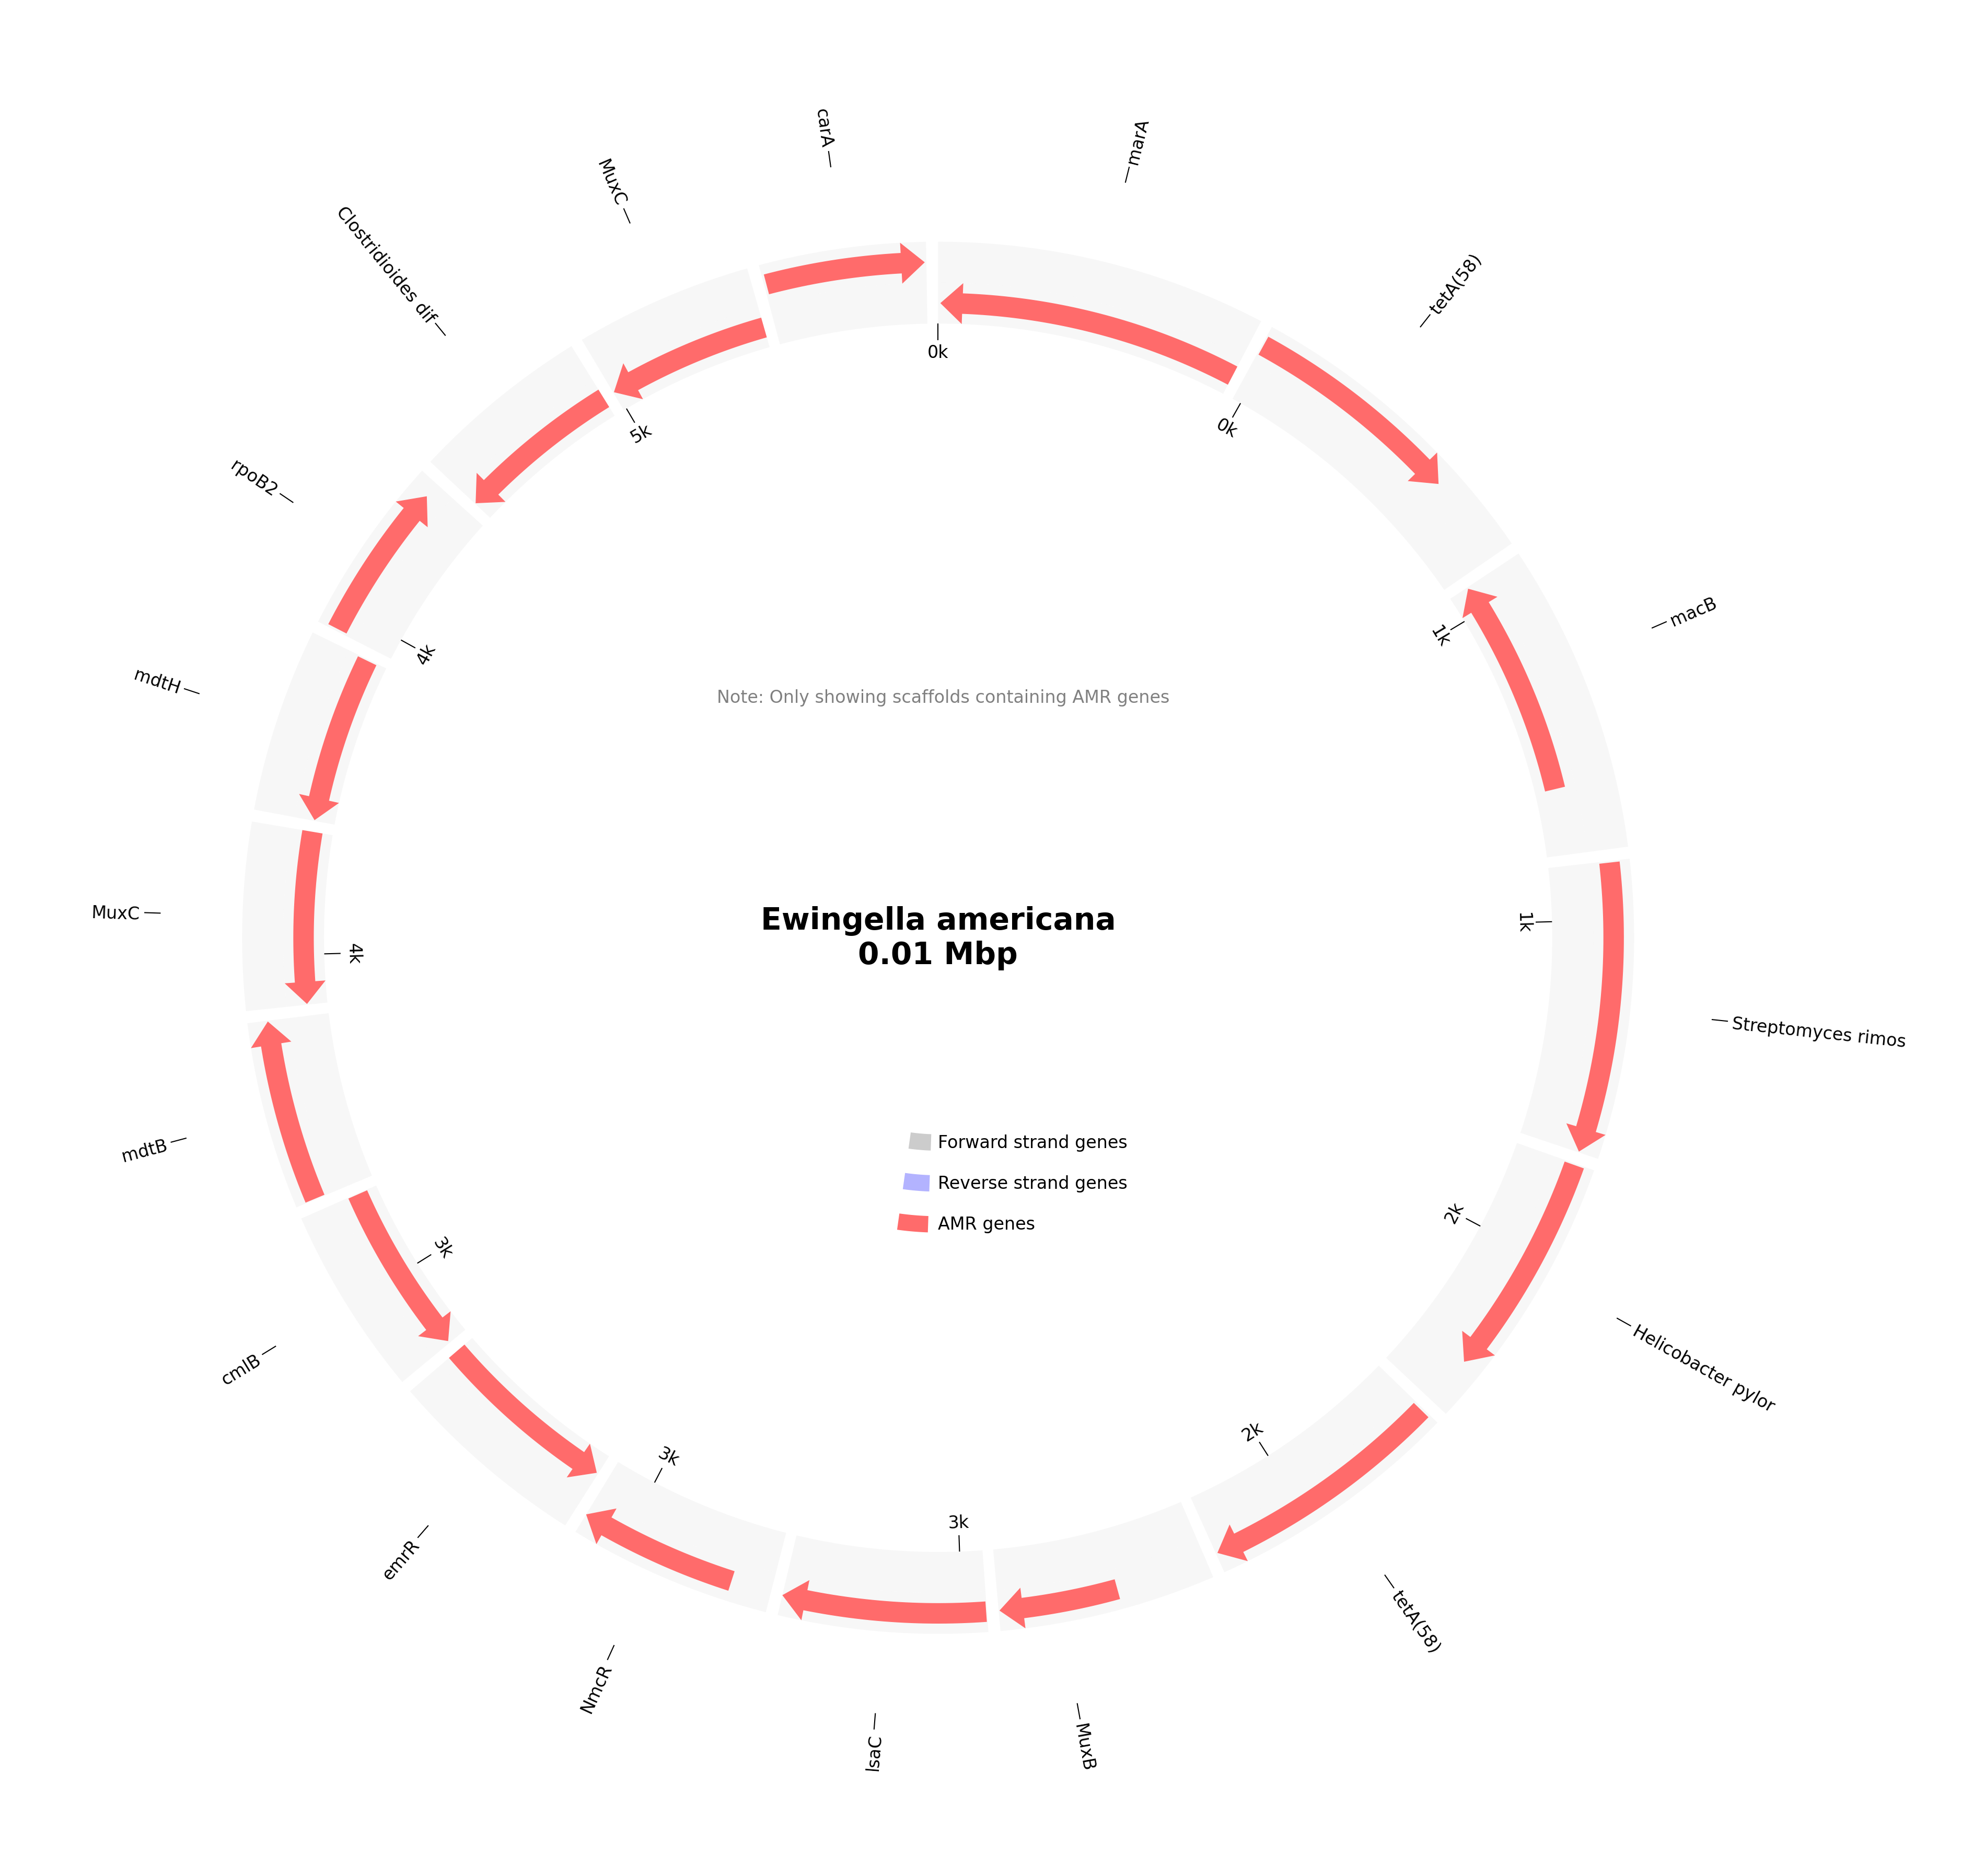 marA
tetA(58)
macB
Streptomyces rimos
Helicobacter pylor
tetA(58)
MuxB
lsaC
NmcR
emrR
cmlB
mdtB
MuxC
mdtH
rpoB2
Clostridioides dif
MuxC
carA
0k
0k
1k
1k
2k
2k
3k
3k
3k
4k
4k
5k
Note: Only showing scaffolds containing AMR genes
Ewingella americana
0.01 Mbp
Forward strand genes
Reverse strand genes
AMR genes